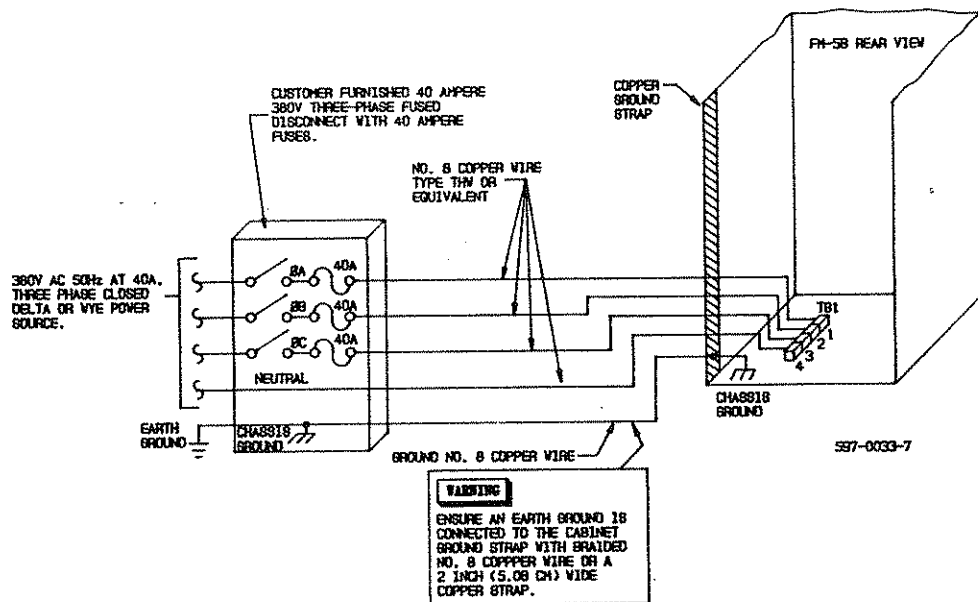 FM-5B REAR VIEW
CUSTOMER FURNISHED 40 AMPERE
380V THREE-PHASE FUSED
DISCONNECT WITH 40 AMPERE
FUSES.
COPPER
GROUND
STRAP
NO. 8 COPPER WIRE
TYPE THW OR
EQUIVALENT
380V AC 50Hz AT 40A.
THREE PHASE CLOSED
DELTA OR WYE POWER
SOURCE.
ØA 40A
ØB 40A
ØC 40A
NEUTRAL
TB1
1
2
3
4
EARTH
GROUND
CHASSIS
GROUND
CHASSIS
GROUND
GROUND NO. 8 COPPER WIRE
597-0033-7
WARNING
ENSURE AN EARTH GROUND IS
CONNECTED TO THE CABINET
GROUND STRAP WITH BRAIDED
NO. 8 COPPPER WIRE OR A
2 INCH (5.08 CM) WIDE
COPPER STRAP.